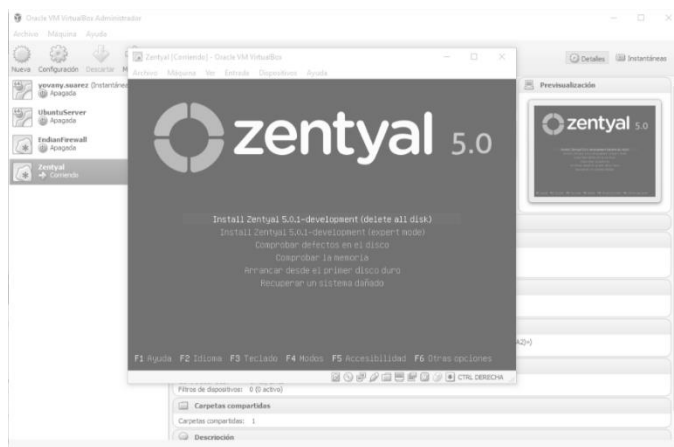 Oracle VM VirtualBox Administrador
Archivo Máquina Ayuda
Nueva Configuración Descartar
Detalles Instantáneas
yovany.suarez (Instantánea
Apagada
UbuntuServer
Apagada
EndianFirewall
Apagada
Zentyal
Corriendo
Zentyal [Corriendo] - Oracle VM VirtualBox
Archivo Máquina Ver Entrada Dispositivos Ayuda
zentyal 5.0
Install Zentyal 5.0.1-development (delete all disk)
Install Zentyal 5.0.1-development (expert mode)
Comprobar defectos en el disco
Comprobar la memoria
Arrancar desde el primer disco duro
Recuperar un sistema dañado
F1 Ayuda F2 Idioma F3 Teclado F4 Modos F5 Accesibilidad F6 Otras opciones
CTRL DERECHA
Previsualización
zentyal 5.0
Filtros de dispositivos: 0 (0 activo)
Carpetas compartidas
Carpetas compartidas: 1
Descripción